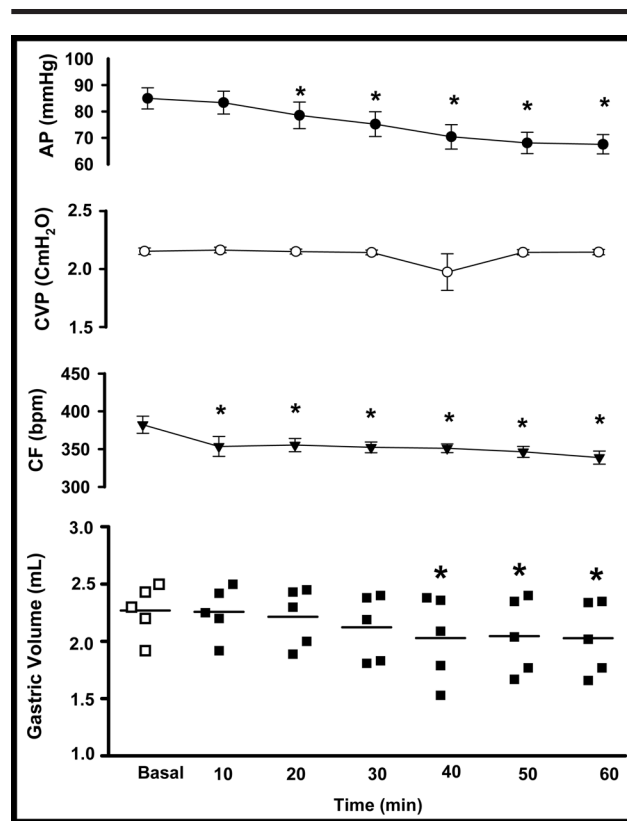 100
90
80
70
60
AP (mmHg)
* * * * *
2.5
2.0
1.5
CVP (CmH₂O)
450
400
350
300
CF (bpm)
* * * * * *
3.0
2.5
2.0
1.5
1.0
Gastric Volume (mL)
* * *
Basal 10 20 30 40 50 60
Time (min)